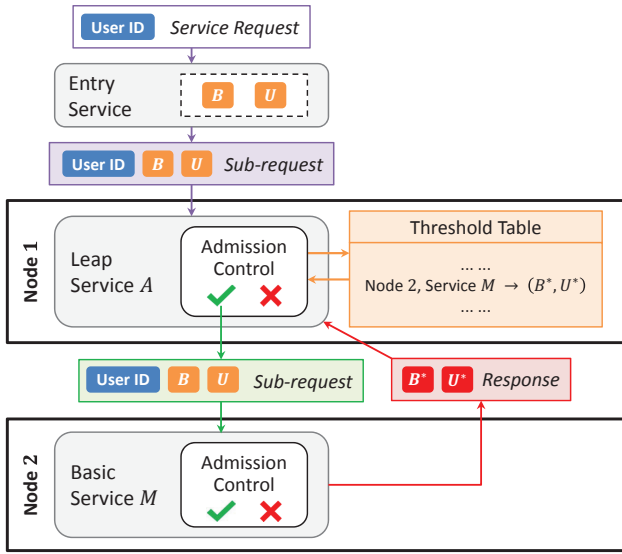 User ID Service Request
Entry
Service
B U
User ID B U Sub-request
Node 1
Leap
Service A
Admission
Control
Threshold Table
... ...
Node 2, Service M → (B*, U*)
... ...
User ID B U Sub-request
B* U* Response
Node 2
Basic
Service M
Admission
Control